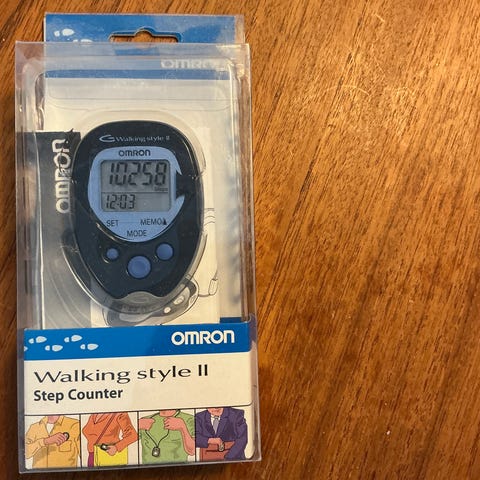 OMRON
OMRON
Walking style II
OMRON
10258
Steps
12:03
SET MEMO
MODE
OMRON
Walking style II
Step Counter